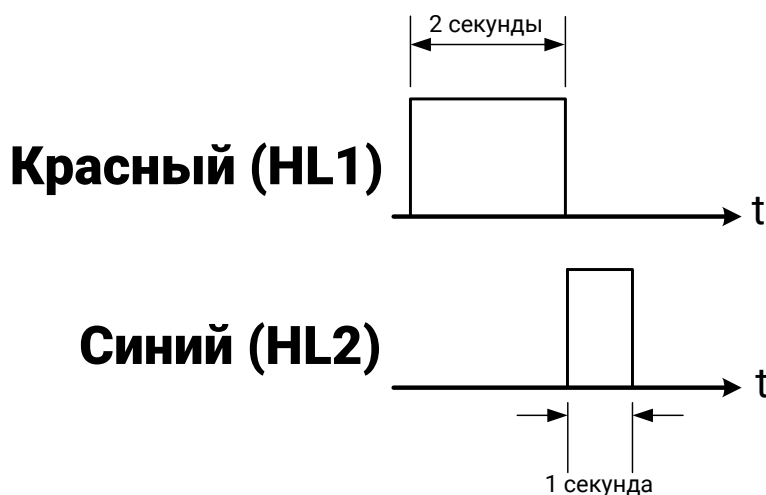 2 секунды
Красный (HL1)
t
Синий (HL2)
t
1 секунда